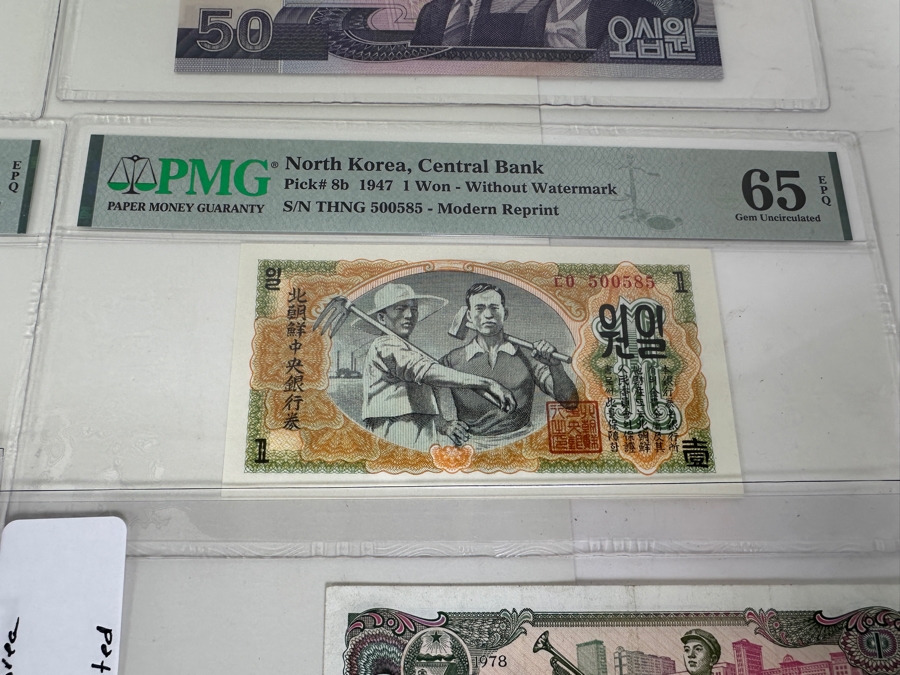 50
오십원
EPQ
PMG®
PAPER MONEY GUARANTY
North Korea, Central Bank
Pick# 8b 1947 1 Won - Without Watermark
S/N THNG 500585 - Modern Reprint
65
EPQ
Gem Uncirculated
일
1
500585
北朝鮮中央銀行券
원일
1
壹
1978
ted